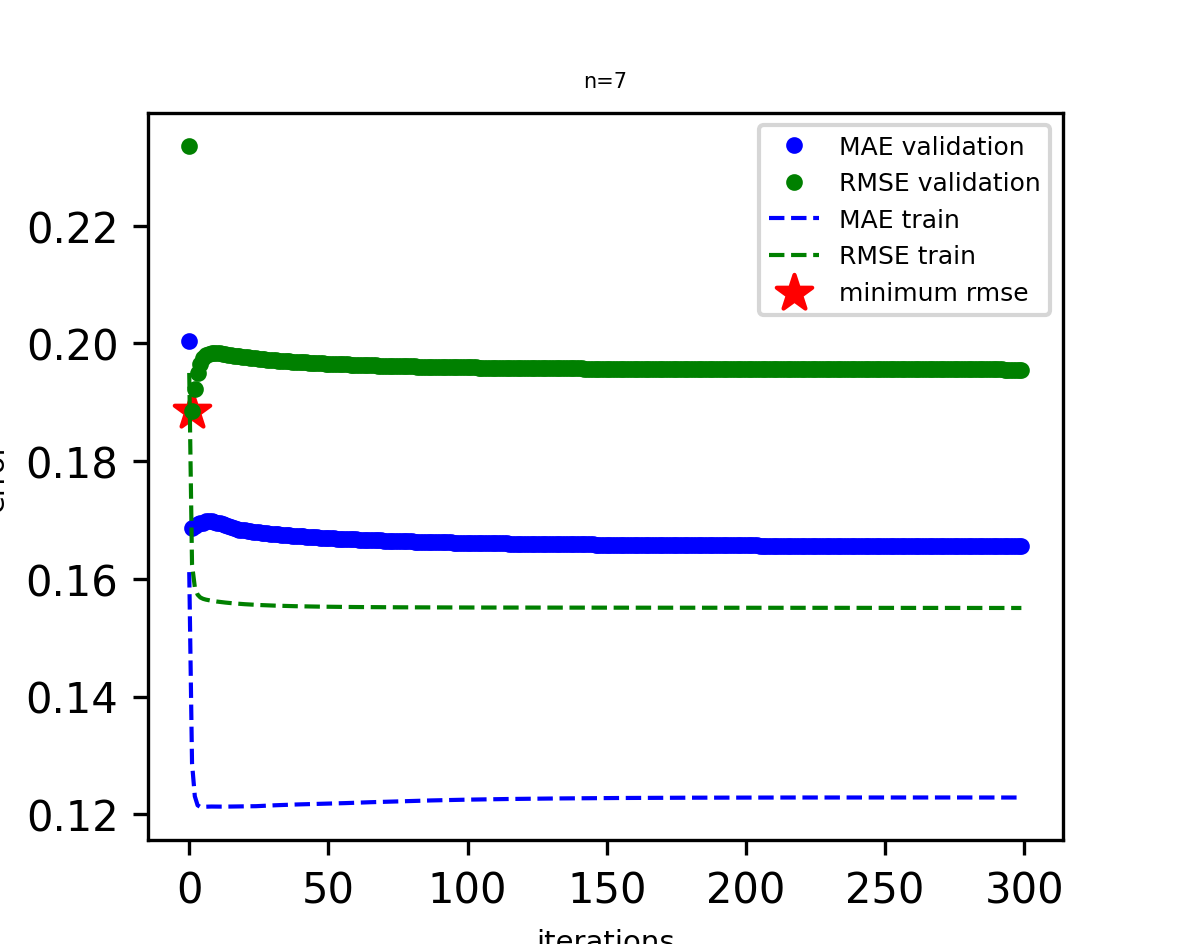 n=7
MAE validation
RMSE validation
MAE train
RMSE train
minimum rmse
0.22
0.20
0.18
0.16
0.14
0.12
0 50 100 150 200 250 300
iterations